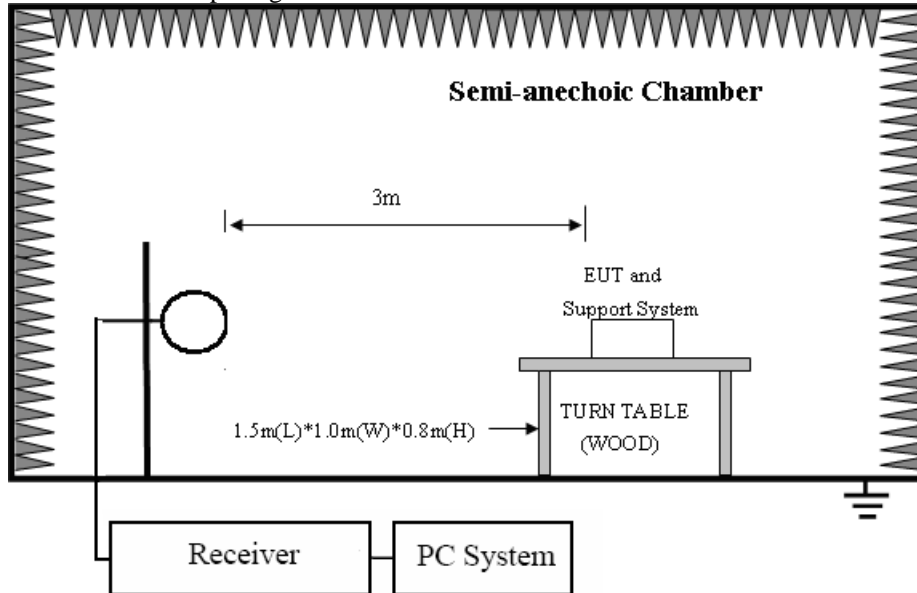 Semi-anechoic Chamber
3m
EUT and
Support System
1.5m(L)*1.0m(W)*0.8m(H)
TURN TABLE
(WOOD)
Receiver
PC System